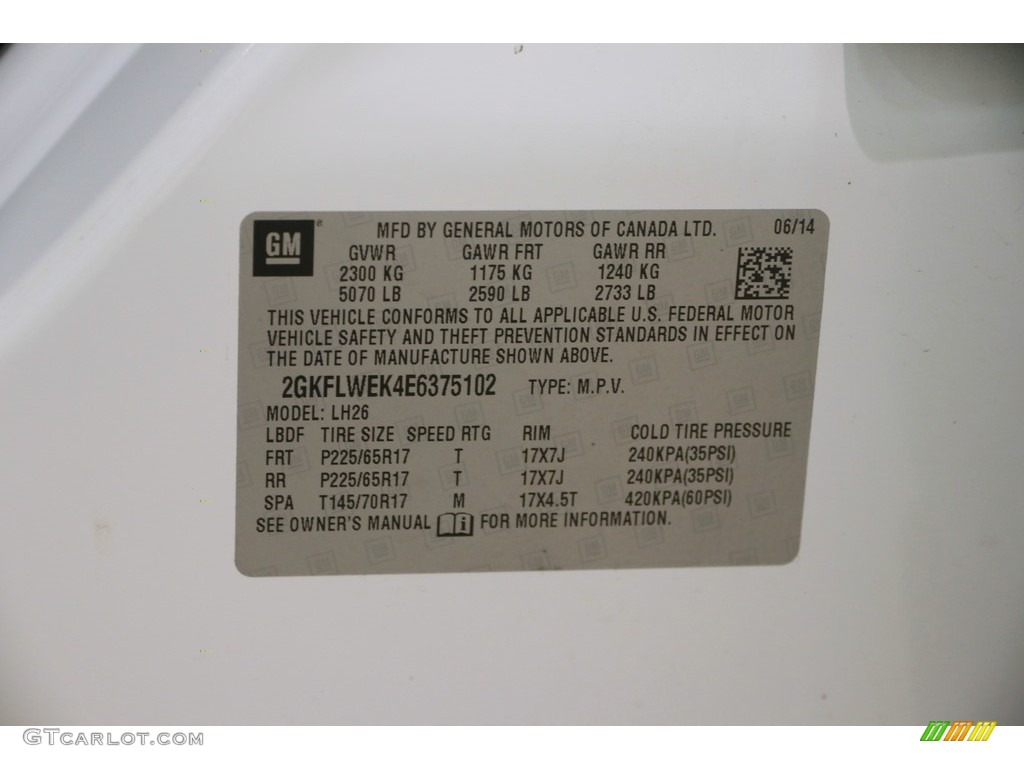 GM
MFD BY GENERAL MOTORS OF CANADA LTD. 06/14
GVWR GAWR FRT GAWR RR
2300 KG 1175 KG 1240 KG
5070 LB 2590 LB 2733 LB
THIS VEHICLE CONFORMS TO ALL APPLICABLE U.S. FEDERAL MOTOR
VEHICLE SAFETY AND THEFT PREVENTION STANDARDS IN EFFECT ON
THE DATE OF MANUFACTURE SHOWN ABOVE.
2GKFLWEK4E6375102 TYPE: M.P.V.
MODEL: LH26
LBDF TIRE SIZE SPEED RTG RIM COLD TIRE PRESSURE
FRT P225/65R17 T 17X7J 240KPA(35PSI)
RR P225/65R17 T 17X7J 240KPA(35PSI)
SPA T145/70R17 M 17X4.5T 420KPA(60PSI)
SEE OWNER'S MANUAL i FOR MORE INFORMATION.
GTCARLOT.COM